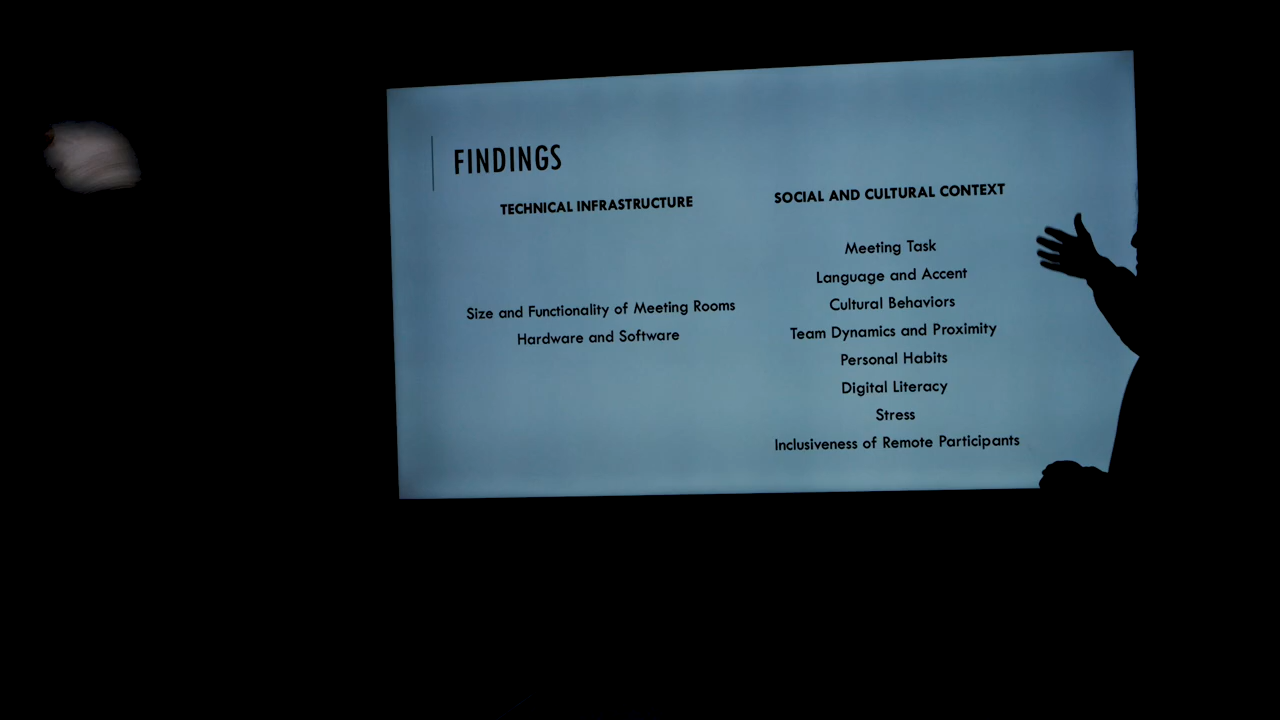 FINDINGS
TECHNICAL INFRASTRUCTURE
Size and Functionality of Meeting Rooms
Hardware and Software
SOCIAL AND CULTURAL CONTEXT
Meeting Task
Language and Accent
Cultural Behaviors
Team Dynamics and Proximity
Personal Habits
Digital Literacy
Stress
Inclusiveness of Remote Participants